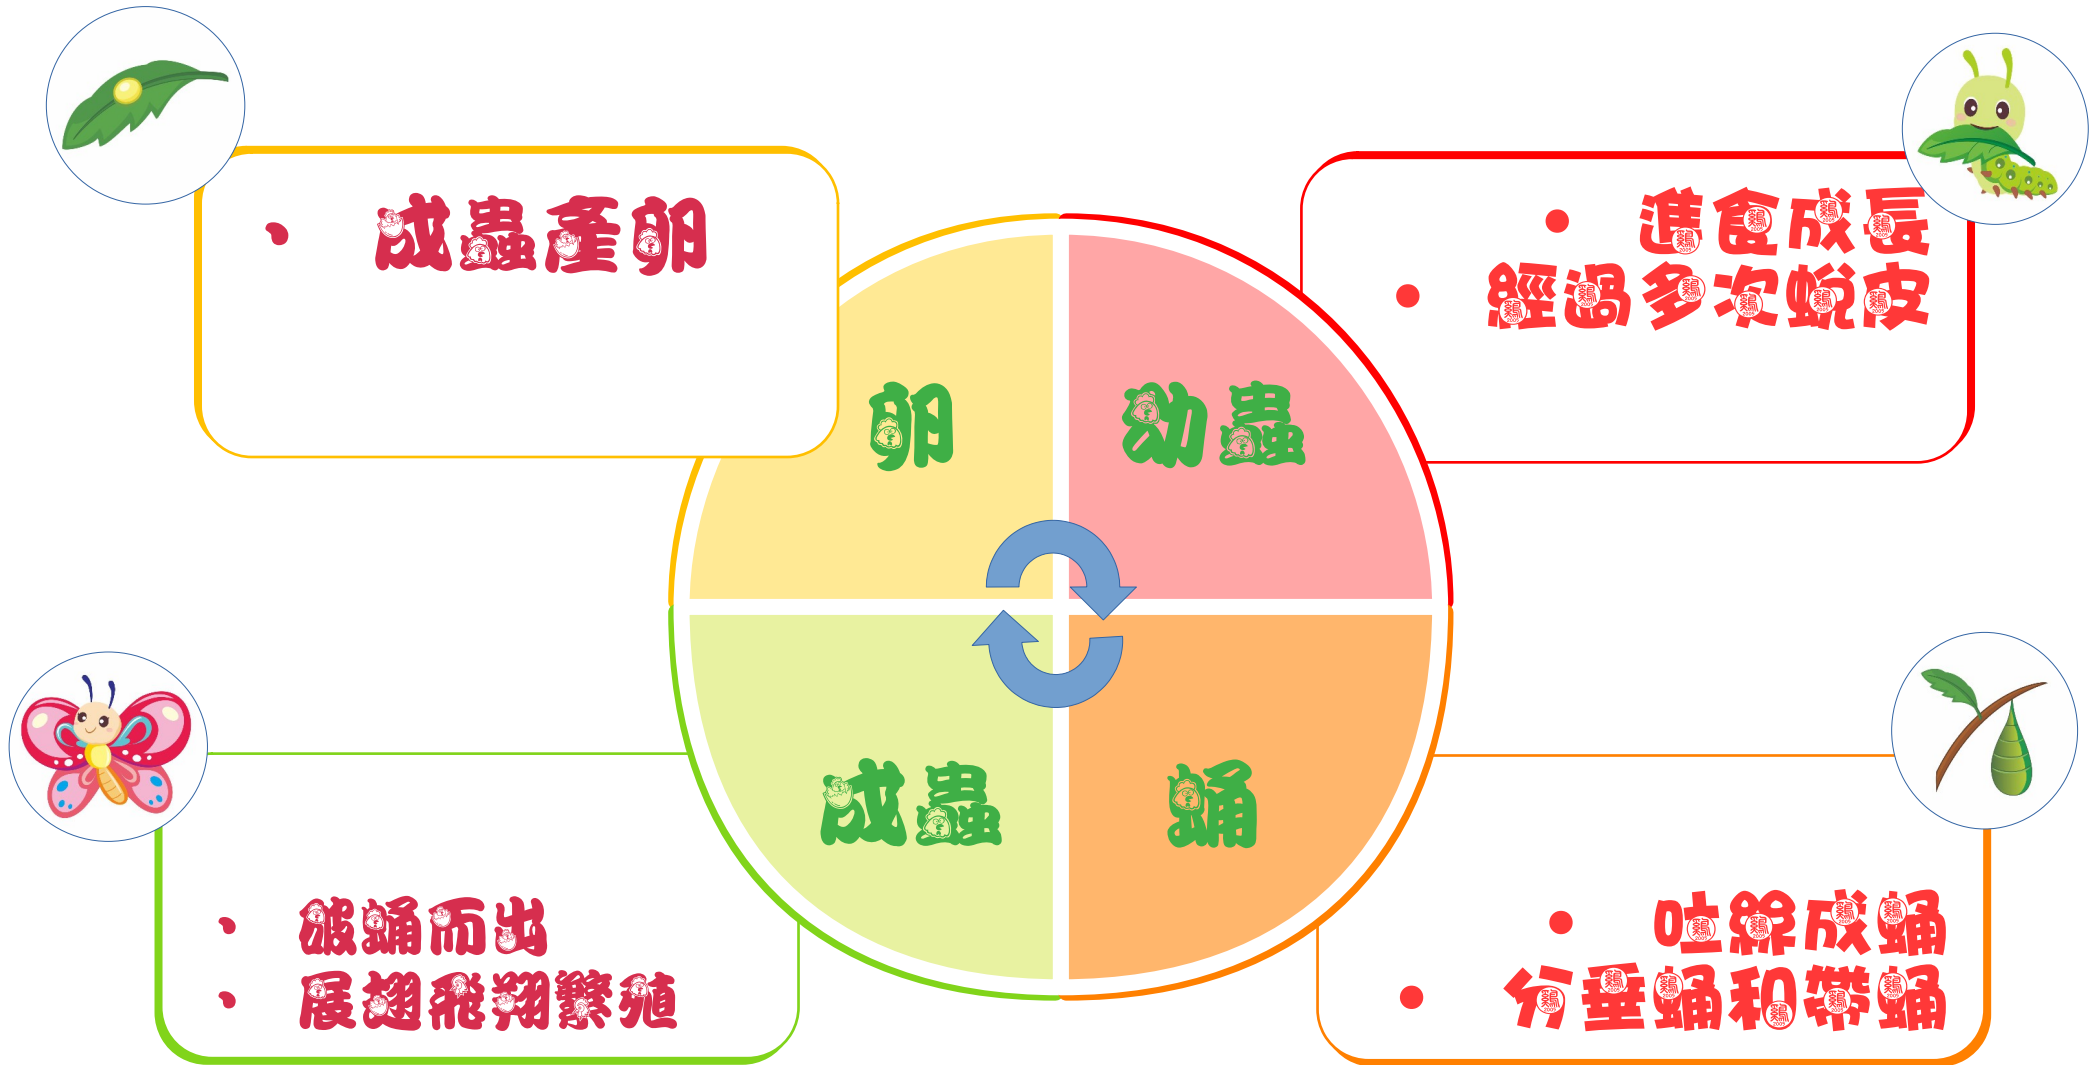 成蟲產卵
進食成長
經過多次蛻皮
卵
幼蟲
成蟲
蛹
破蛹而出
展翅飛翔繁殖
吐絲成蛹
分垂蛹和帶蛹